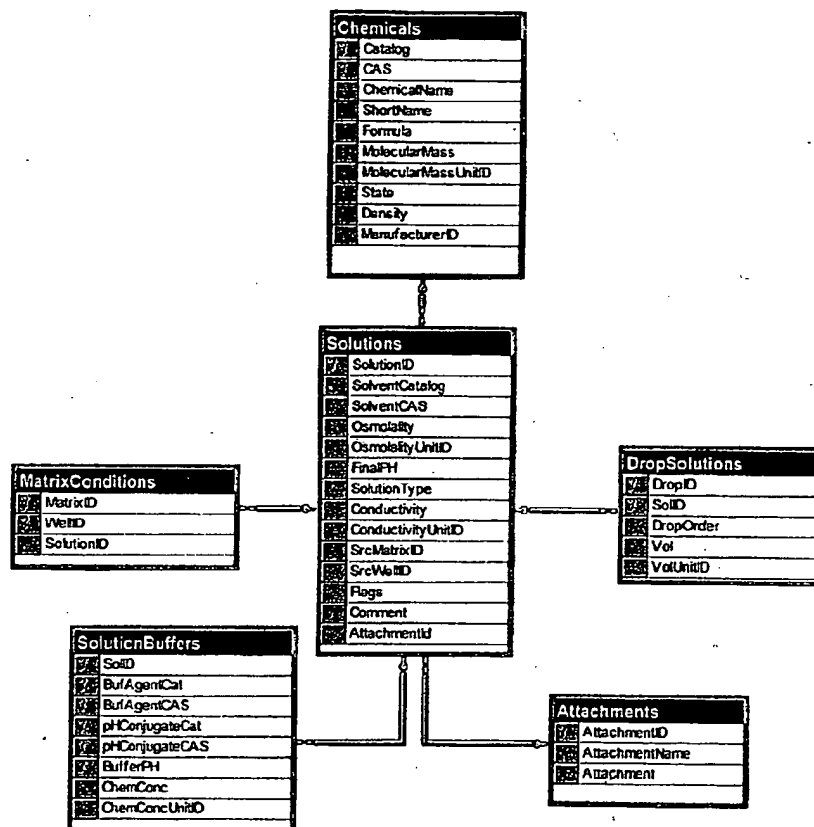 Chemicals
Catalog
CAS
ChemicalName
ShortName
Formula
MolecularMass
MolecularMassUnitID
State
Density
ManufacturerID
Solutions
SolutionID
SolventCatalog
SolventCAS
Osmolality
OsmolalityUnitID
FinalPH
SolutionType
Conductivity
ConductivityUnitID
SrcMatrixID
SrcWellID
Flags
Comment
AttachmentId
MatrixConditions
MatrixID
WellID
SolutionID
DropSolutions
DropID
SolID
DropOrder
Vol
VolUnitID
SolutionBuffers
SolID
BufAgentCat
BufAgentCAS
pHConjugateCat
pHConjugateCAS
BufferPH
ChemConc
ChemConcUnitID
Attachments
AttachmentID
AttachmentName
Attachment